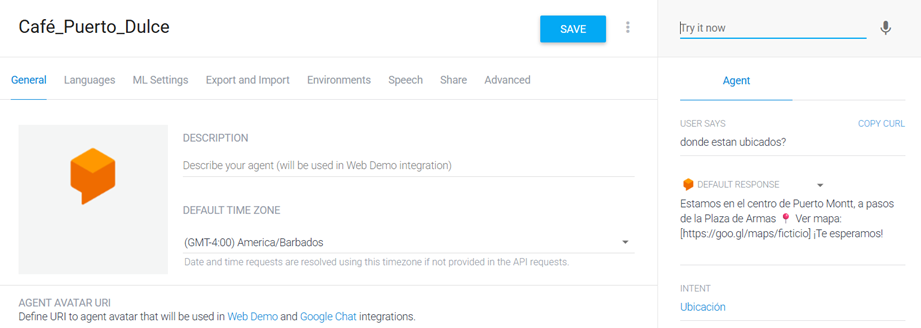 Café_Puerto_Dulce
SAVE
General Languages ML Settings Export and Import Environments Speech Share Advanced
DESCRIPTION
Describe your agent (will be used in Web Demo integration)
DEFAULT TIME ZONE
(GMT-4:00) America/Barbados
Date and time requests are resolved using this timezone if not provided in the API requests.
AGENT AVATAR URI
Define URI to agent avatar that will be used in Web Demo and Google Chat integrations.
Try it now
Agent
USER SAYS COPY CURL
donde estan ubicados?
DEFAULT RESPONSE
Estamos en el centro de Puerto Montt, a pasos
de la Plaza de Armas 📍 Ver mapa:
[https://goo.gl/maps/ficticio] ¡Te esperamos!
INTENT
Ubicación